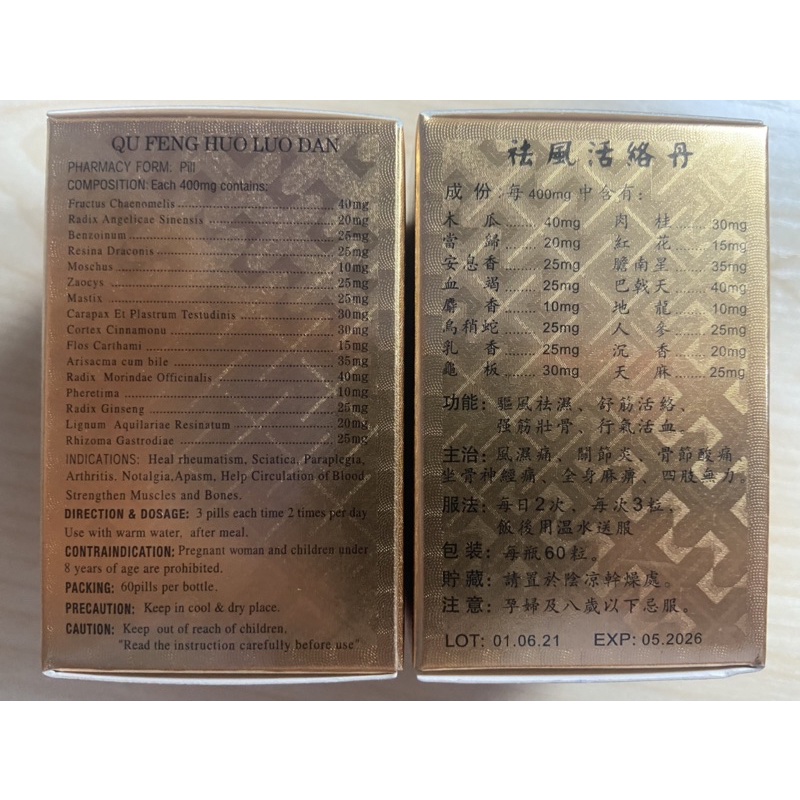 QU FENG HUO LUO DAN
PHARMACY FORM: Pill
COMPOSITION: Each 400mg contains:
Fructus Chaenomelis 40mg
Radix Angelicae Sinensis 20mg
Benzoinum 25mg
Resina Draconis 25mg
Moschus 10mg
Zaocys 25mg
Mastix 25mg
Carapax Et Plastrum Testudinis 30mg
Cortex Cinnamonu 30mg
Flos Carthami 15mg
Arisacma cum bile 35mg
Radix Morindae Officinalis 40mg
Pheretima 10mg
Radix Ginseng 25mg
Lignum Aquilariae Resinatum 20mg
Rhizoma Gastrodiae 25mg
INDICATIONS: Heal rheumatism, Sciatica, Paraplegia,
Arthritis. Notalgia,Apasm, Help Circulation of Blood
Strengthen Muscles and Bones.
DIRECTION & DOSAGE: 3 pills each time 2 times per day
Use with warm water, after meal.
CONTRAINDICATION: Pregnant woman and children under
8 years of age are prohibited.
PACKING: 60pills per bottle.
PRECAUTION: Keep in cool & dry place.
CAUTION: Keep out of reach of children.
"Read the instruction carefully before use"
祛風活絡丹
成份:每400mg中含有:
木瓜 40mg 肉桂 30mg
當歸 20mg 紅花 15mg
安息香 25mg 膽南星 35mg
血竭 25mg 巴戟天 40mg
麝香 10mg 地龍 10mg
烏稍蛇 25mg 人參 25mg
乳香 25mg 沉香 20mg
龜板 30mg 天麻 25mg
功能:驅風祛濕、舒筋活絡、
强筋壯骨、行氣活血。
主治:風濕痛、關節炎、骨節酸痛、
坐骨神經痛、全身麻痹、四肢無力。
服法:每日2次、每次3粒,
飯後用温水送服
包装:每瓶60粒。
貯藏:請置於陰凉幹燥處。
注意:孕婦及八歲以下忌服。
LOT: 01.06.21 EXP: 05.2026